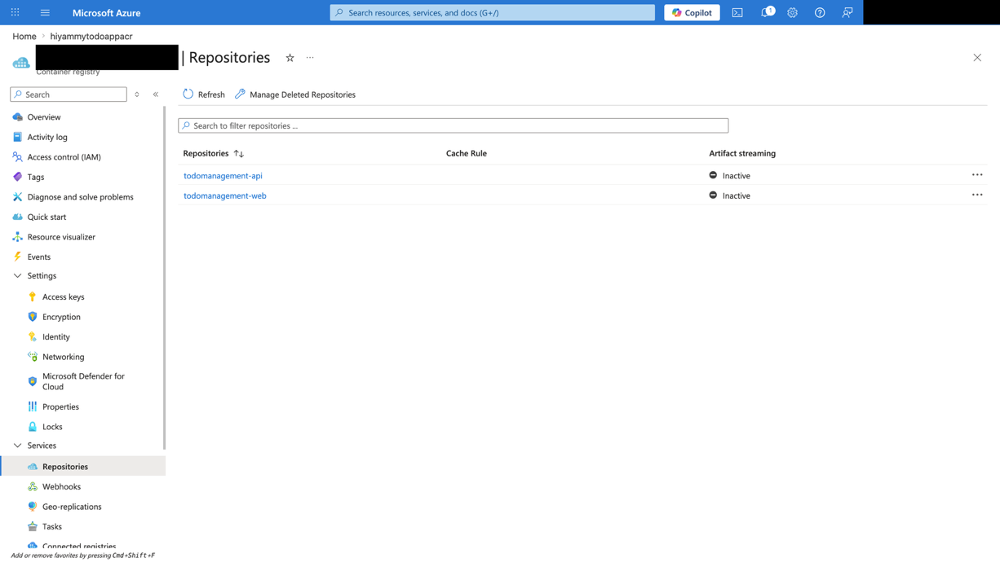 Microsoft Azure
Search resources, services, and docs (G+/)
Copilot
1
Home > hiyammytodoappacr
| Repositories
Container registry
Search
Refresh
Manage Deleted Repositories
Search to filter repositories ...
Repositories
Cache Rule
Artifact streaming
todomanagement-api
Inactive
todomanagement-web
Inactive
Overview
Activity log
Access control (IAM)
Tags
Diagnose and solve problems
Quick start
Resource visualizer
Events
Settings
Access keys
Encryption
Identity
Networking
Microsoft Defender for
Cloud
Properties
Locks
Services
Repositories
Webhooks
Geo-replications
Tasks
Connected registries
Add or remove favorites by pressing Cmd+Shift+F